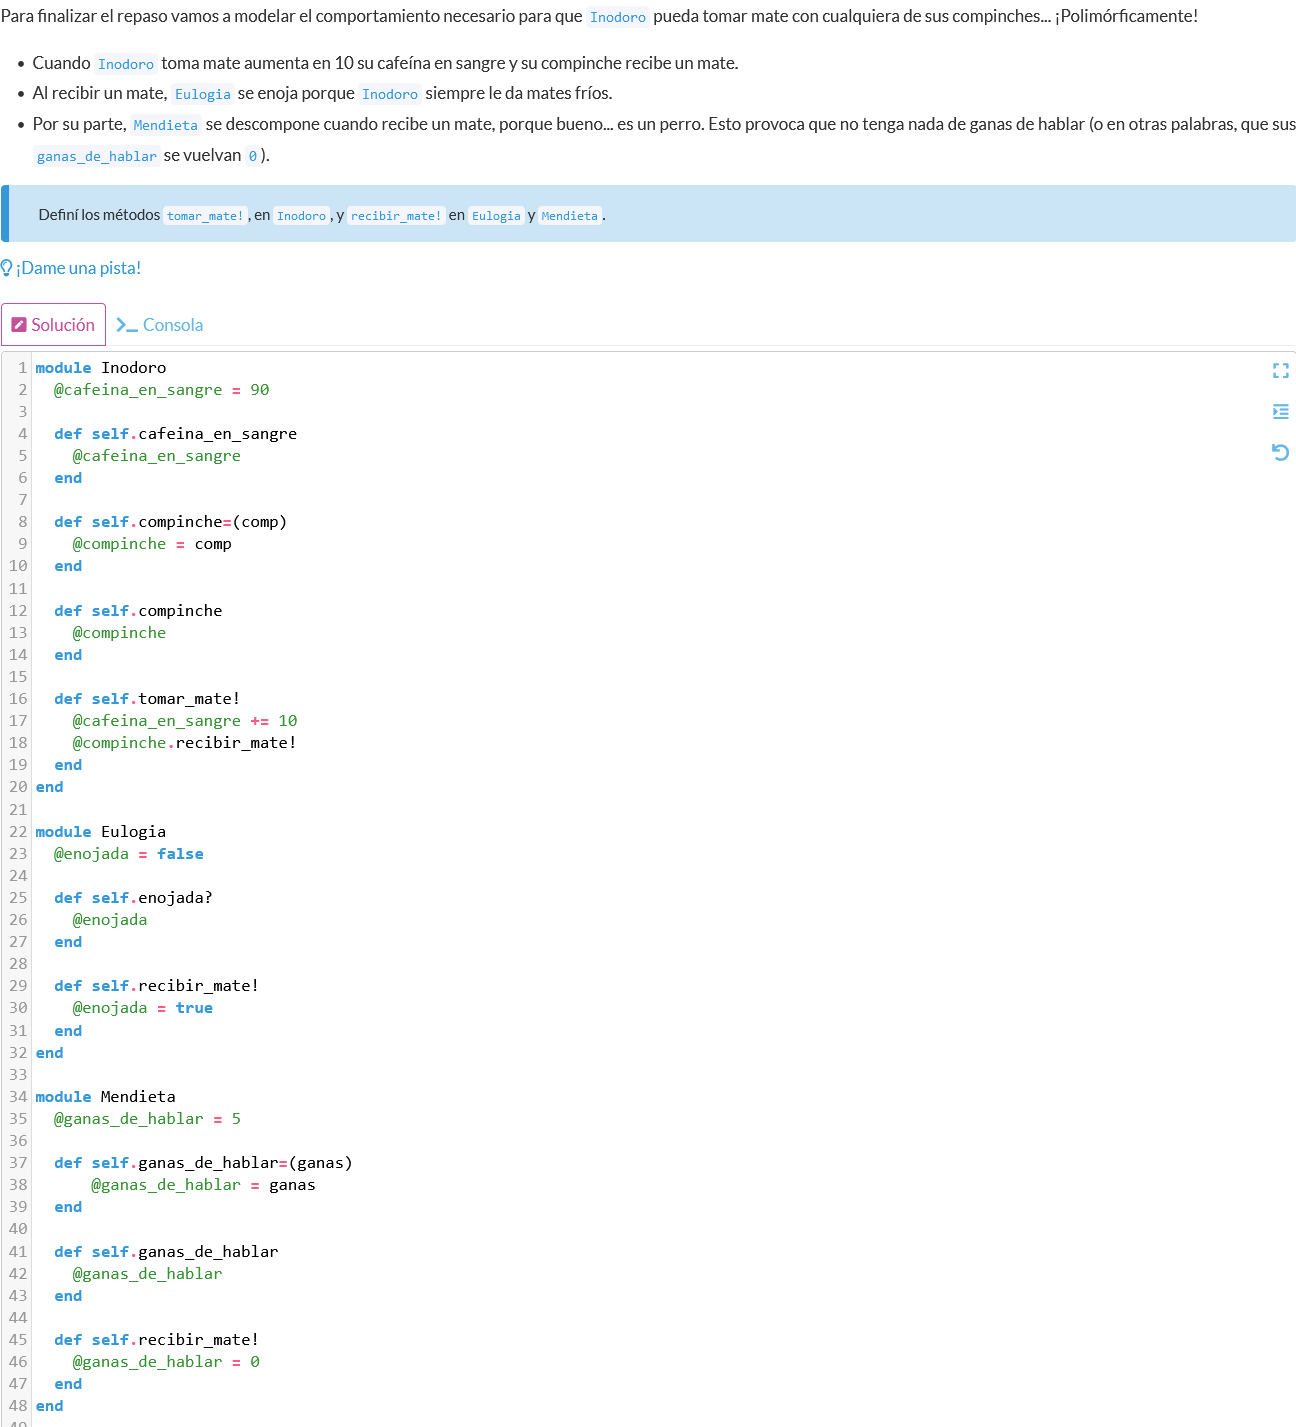 Para finalizar el repaso vamos a modelar el comportamiento necesario para que Inodoro pueda tomar mate con cualquiera de sus compinches... ¡Polimórficamente!
• Cuando Inodoro toma mate aumenta en 10 su cafeína en sangre y su compinche recibe un mate.
• Al recibir un mate, Eulogia se enoja porque Inodoro siempre le da mates fríos.
• Por su parte, Mendieta se descompone cuando recibe un mate, porque bueno... es un perro. Esto provoca que no tenga nada de ganas de hablar (o en otras palabras, que sus
ganas_de_hablar se vuelvan 0 ).
Definí los métodos tomar_mate! , en Inodoro , y recibir_mate! en Eulogia y Mendieta .
¡Dame una pista!
Solución Consola
1 module Inodoro
2   @cafeina_en_sangre = 90
3
4   def self.cafeina_en_sangre
5     @cafeina_en_sangre
6   end
7
8   def self.compinche=(comp)
9     @compinche = comp
10   end
11
12   def self.compinche
13     @compinche
14   end
15
16   def self.tomar_mate!
17     @cafeina_en_sangre += 10
18     @compinche.recibir_mate!
19   end
20 end
21
22 module Eulogia
23   @enojada = false
24
25   def self.enojada?
26     @enojada
27   end
28
29   def self.recibir_mate!
30     @enojada = true
31   end
32 end
33
34 module Mendieta
35   @ganas_de_hablar = 5
36
37   def self.ganas_de_hablar=(ganas)
38       @ganas_de_hablar = ganas
39   end
40
41   def self.ganas_de_hablar
42     @ganas_de_hablar
43   end
44
45   def self.recibir_mate!
46     @ganas_de_hablar = 0
47   end
48 end